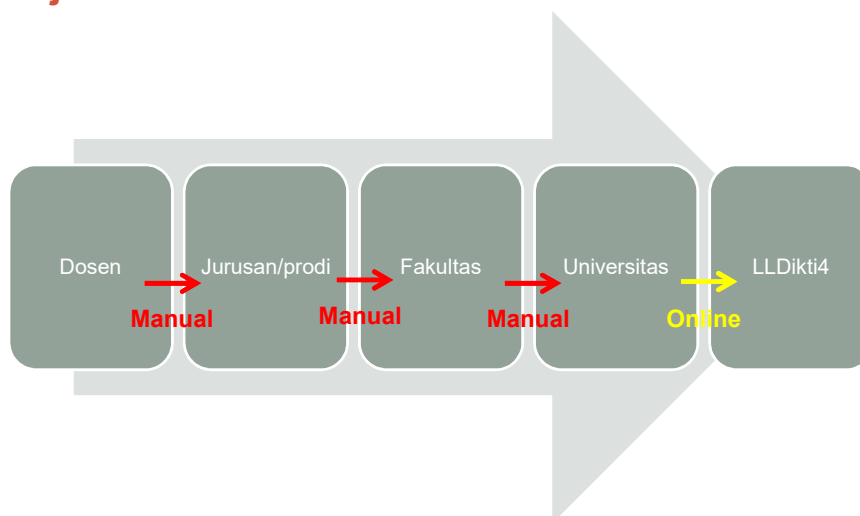 Dosen
Jurusan/prodi
Fakultas
Universitas
LLDikti4
Manual
Manual
Manual
Online